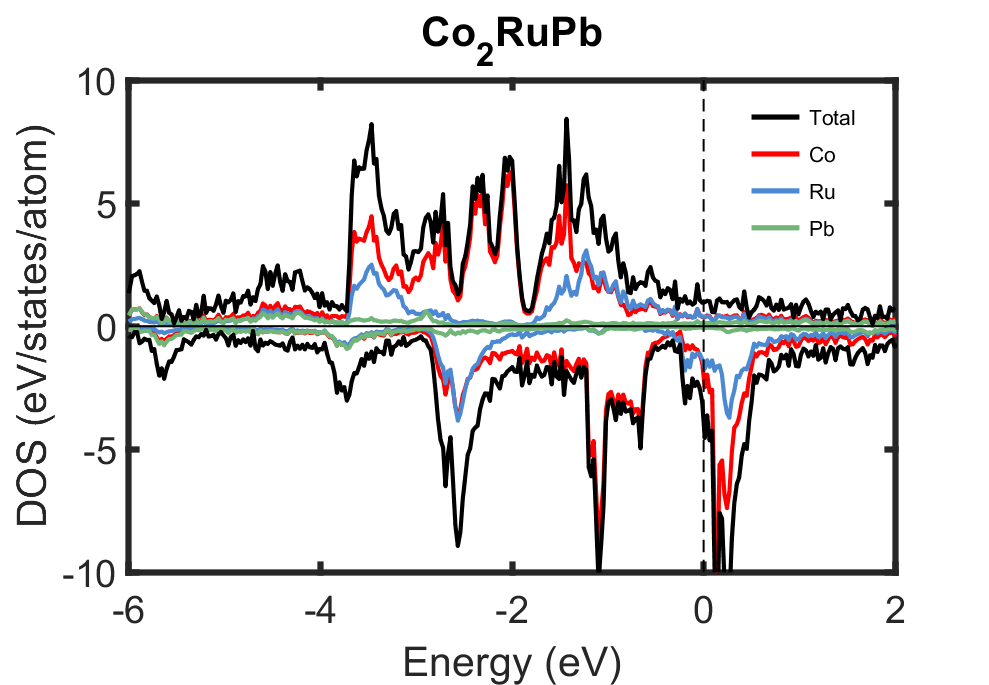 Co₂RuPb
10
5
0
-5
-10
DOS (eV/states/atom)
Total
Co
Ru
Pb
-6 -4 -2 0 2
Energy (eV)